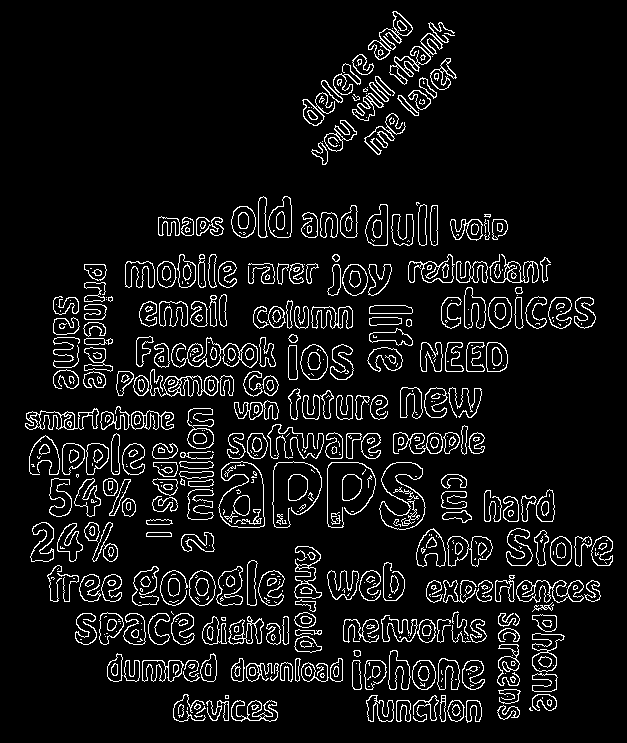 delete and
you will thank
me later
maps old and dull voip
mobile rarer joy redundant
principle
same
email column life choices
Facebook ios NEED
Pokemon Go
vpn future new
smartphone
software people
Apple
apps ll
2 million
apps
54%
cut
hard
24%
App Store
free google
Android
web
experiences
space digital networks
screens
phone
dumped download iphone
devices function